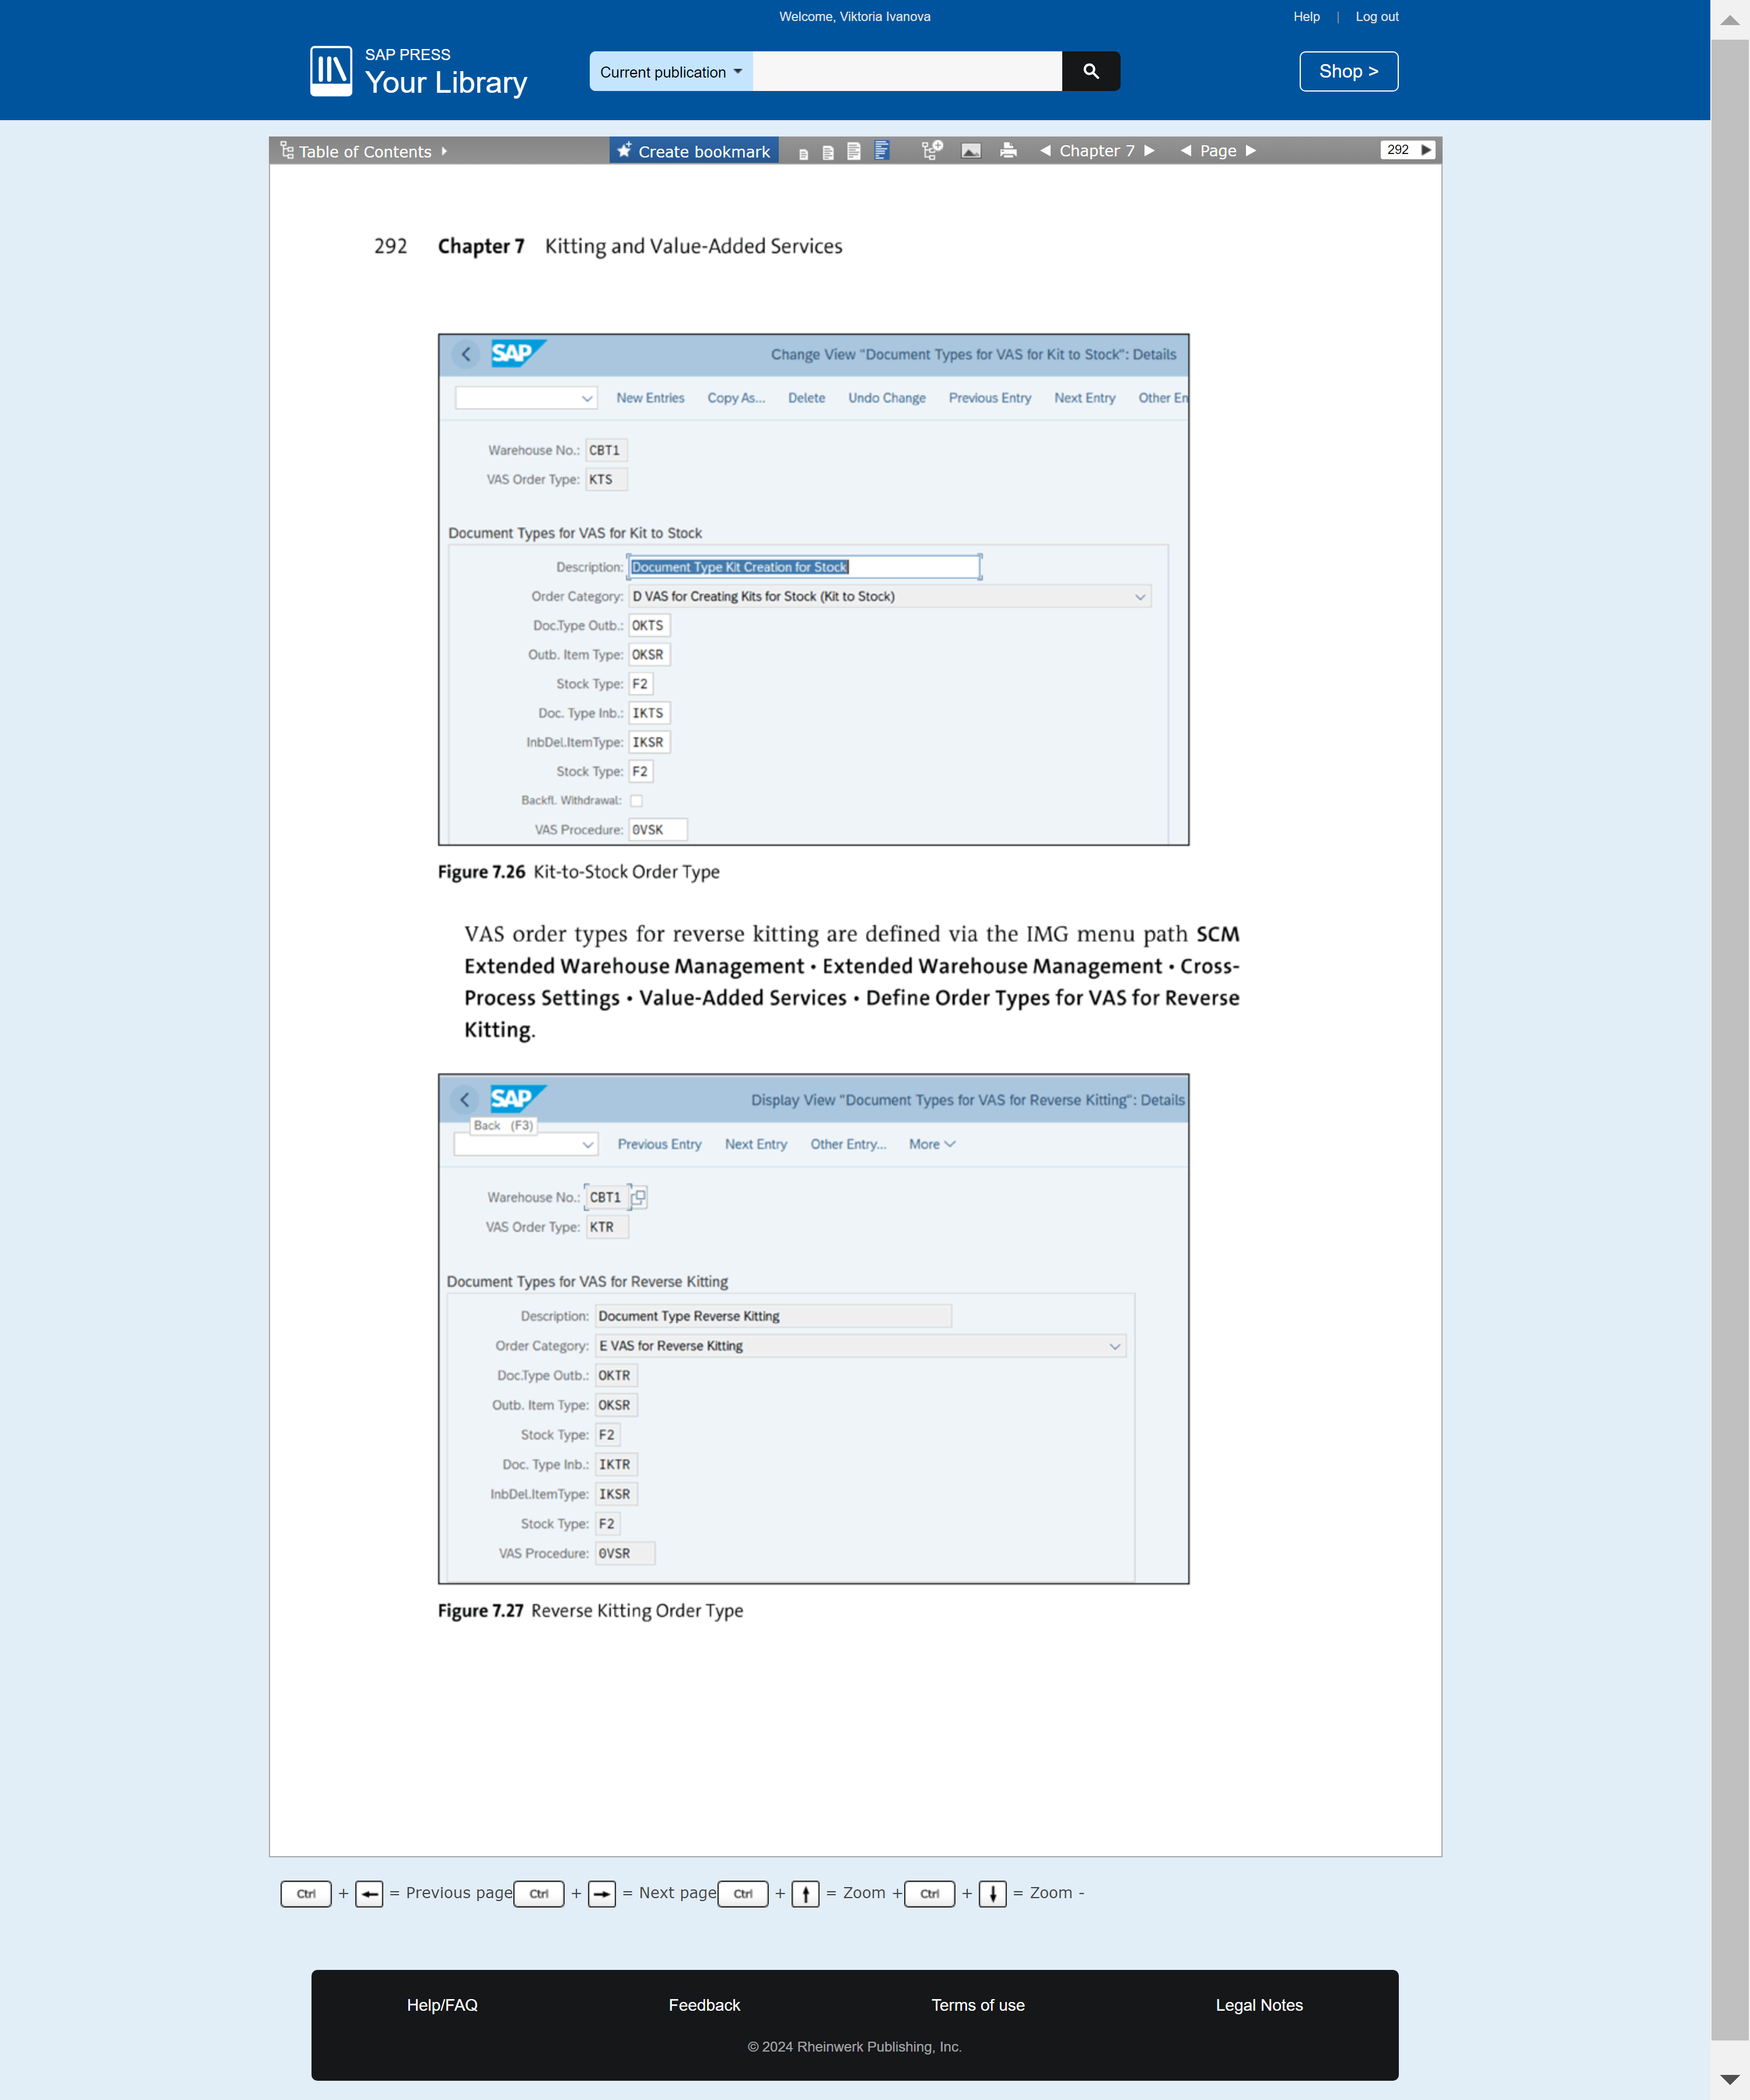 Welcome, Viktoria Ivanova
Help | Log out
SAP PRESS
Your Library
Current publication
Shop >
Table of Contents
Create bookmark
Chapter 7
Page
292
292 Chapter 7 Kitting and Value-Added Services
SAP
Change View "Document Types for VAS for Kit to Stock": Details
New Entries Copy As... Delete Undo Change Previous Entry Next Entry Other En
Warehouse No.: CBT1
VAS Order Type: KTS
Document Types for VAS for Kit to Stock
Description: Document Type Kit Creation for Stock
Order Category: D VAS for Creating Kits for Stock (Kit to Stock)
Doc.Type Outb.: OKTS
Outb. Item Type: OKSR
Stock Type: F2
Doc. Type Inb.: IKTS
InbDel.ItemType: IKSR
Stock Type: F2
Backfl. Withdrawal:
VAS Procedure: 0VSK
Figure 7.26 Kit-to-Stock Order Type
VAS order types for reverse kitting are defined via the IMG menu path SCM
Extended Warehouse Management • Extended Warehouse Management • Cross-
Process Settings • Value-Added Services • Define Order Types for VAS for Reverse
Kitting.
SAP
Display View "Document Types for VAS for Reverse Kitting": Details
Back (F3)
Previous Entry Next Entry Other Entry... More
Warehouse No.: CBT1
VAS Order Type: KTR
Document Types for VAS for Reverse Kitting
Description: Document Type Reverse Kitting
Order Category: E VAS for Reverse Kitting
Doc.Type Outb.: OKTR
Outb. Item Type: OKSR
Stock Type: F2
Doc. Type Inb.: IKTR
InbDel.ItemType: IKSR
Stock Type: F2
VAS Procedure: 0VSR
Figure 7.27 Reverse Kitting Order Type
Ctrl + ← = Previous page Ctrl + → = Next page Ctrl + ↑ = Zoom + Ctrl + ↓ = Zoom -
Help/FAQ Feedback Terms of use Legal Notes
© 2024 Rheinwerk Publishing, Inc.